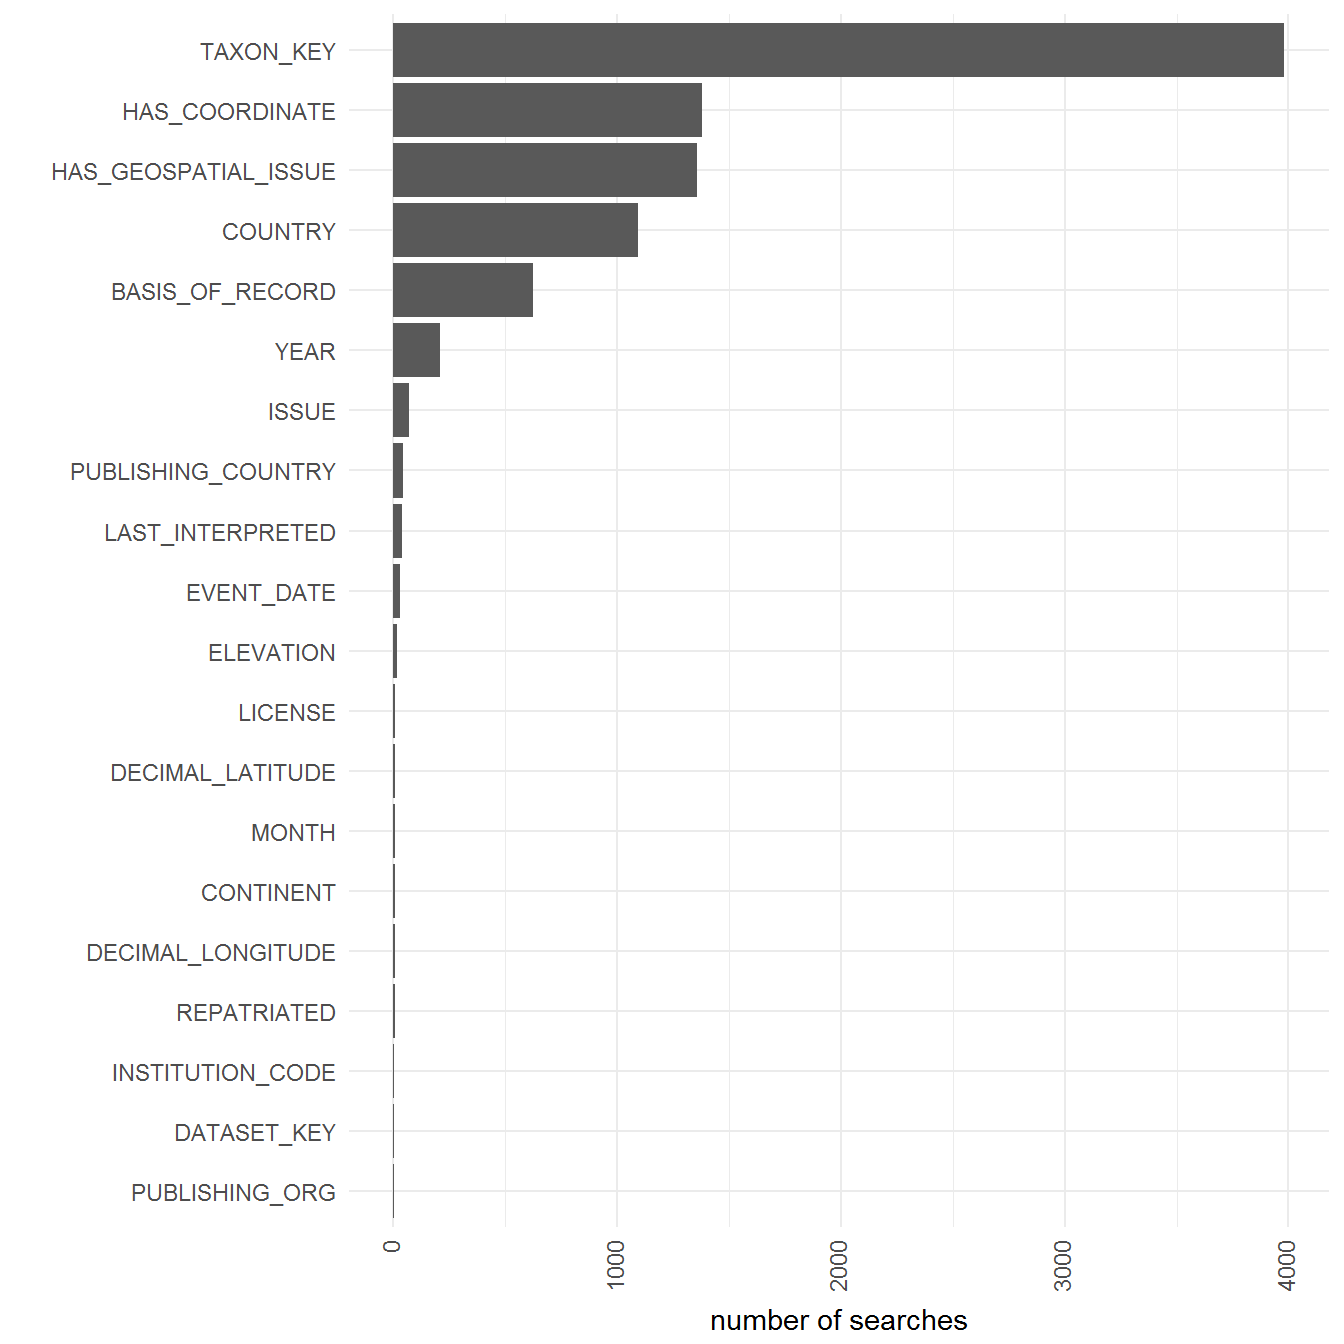 TAXON_KEY
HAS_COORDINATE
HAS_GEOSPATIAL_ISSUE
COUNTRY
BASIS_OF_RECORD
YEAR
ISSUE
PUBLISHING_COUNTRY
LAST_INTERPRETED
EVENT_DATE
ELEVATION
LICENSE
DECIMAL_LATITUDE
MONTH
CONTINENT
DECIMAL_LONGITUDE
REPATRIATED
INSTITUTION_CODE
DATASET_KEY
PUBLISHING_ORG
0 1000 2000 3000 4000
number of searches